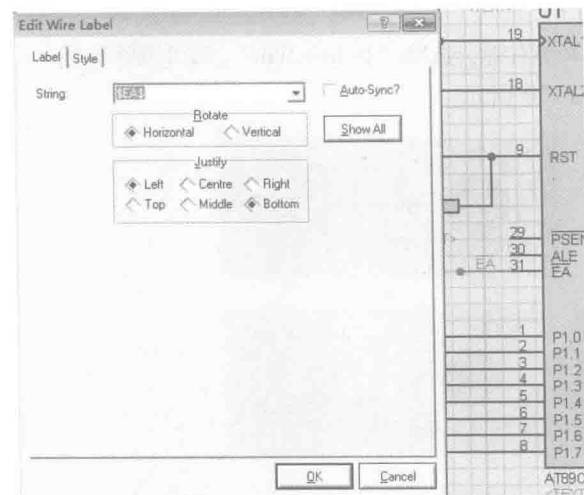 Edit Wire Label
Label Style
String:
$EA$
Auto-Sync?
Rotate
Horizontal Vertical
Show All
Justify
Left Centre Right
Top Middle Bottom
OK Cancel
U1
19 XTAL1
18 XTAL2
9 RST
29 PSEN
30 ALE
EA 31 EA
1 P1.0
2 P1.1
3 P1.2
4 P1.3
5 P1.4
6 P1.5
7 P1.6
8 P1.7
AT89C